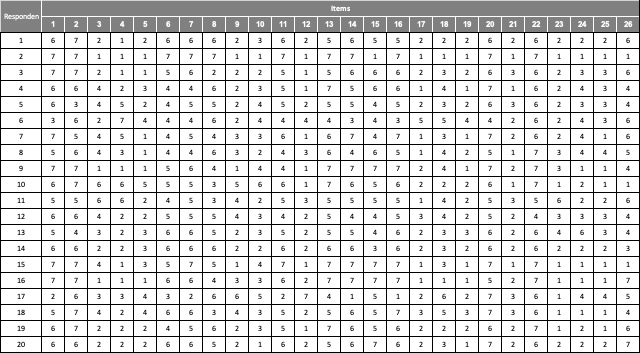 Responden Items
1 2 3 4 5 6 7 8 9 10 11 12 13 14 15 16 17 18 19 20 21 22 23 24 25 26
1 6 7 2 1 2 6 6 6 2 3 6 2 5 6 5 5 2 2 2 6 2 6 2 2 2 6
2 7 7 1 1 1 7 7 7 1 1 7 1 7 7 1 7 1 1 1 7 1 7 1 1 1 1
3 7 7 2 1 1 5 6 2 2 2 5 1 5 6 6 6 2 3 2 6 3 6 2 3 3 6
4 6 6 4 2 3 4 4 6 2 3 5 1 7 5 6 6 1 4 1 7 1 6 2 4 3 4
5 6 3 4 5 2 4 5 5 2 4 5 2 5 5 4 5 2 3 2 6 3 6 2 3 3 4
6 3 6 2 7 4 4 4 6 2 4 4 4 4 3 4 3 5 5 4 4 2 6 2 4 3 6
7 7 5 4 5 1 4 5 4 3 3 6 1 6 7 4 7 1 3 1 7 2 6 2 4 1 6
8 5 6 4 3 1 4 4 6 3 2 4 3 6 4 6 5 1 4 2 5 1 7 3 4 4 5
9 7 7 1 1 1 5 6 4 1 4 4 1 7 7 7 7 2 4 1 7 2 7 3 1 1 4
10 6 7 6 6 5 5 5 3 5 6 6 1 7 6 5 6 2 2 2 6 1 7 1 2 1 1
11 5 5 6 6 2 4 5 3 4 2 5 3 5 5 5 5 1 4 2 5 3 5 6 2 2 6
12 6 6 4 2 2 5 5 5 4 3 4 2 5 4 4 5 3 4 2 5 2 4 3 3 3 4
13 5 4 3 2 3 6 6 5 2 3 5 2 5 5 4 6 2 3 3 6 2 6 4 6 3 4
14 6 6 2 2 3 6 6 6 2 2 6 2 6 6 3 6 2 3 2 6 2 6 2 2 2 3
15 7 7 4 1 3 5 7 5 1 4 7 1 7 7 7 7 1 3 1 7 1 7 1 1 1 1
16 7 7 1 1 1 6 6 4 3 3 6 2 7 7 7 7 1 1 1 5 2 7 1 1 1 7
17 2 6 3 3 4 3 2 6 6 5 2 7 4 1 5 1 2 6 2 7 3 6 1 4 4 5
18 5 7 4 2 4 6 6 3 4 3 5 2 5 6 5 7 3 5 3 7 3 6 1 1 1 4
19 6 7 2 2 2 4 5 6 2 3 5 1 7 6 5 6 2 2 2 6 2 7 1 2 1 6
20 6 6 2 2 2 6 6 5 2 1 6 2 5 6 7 6 2 3 1 7 2 6 2 2 2 7